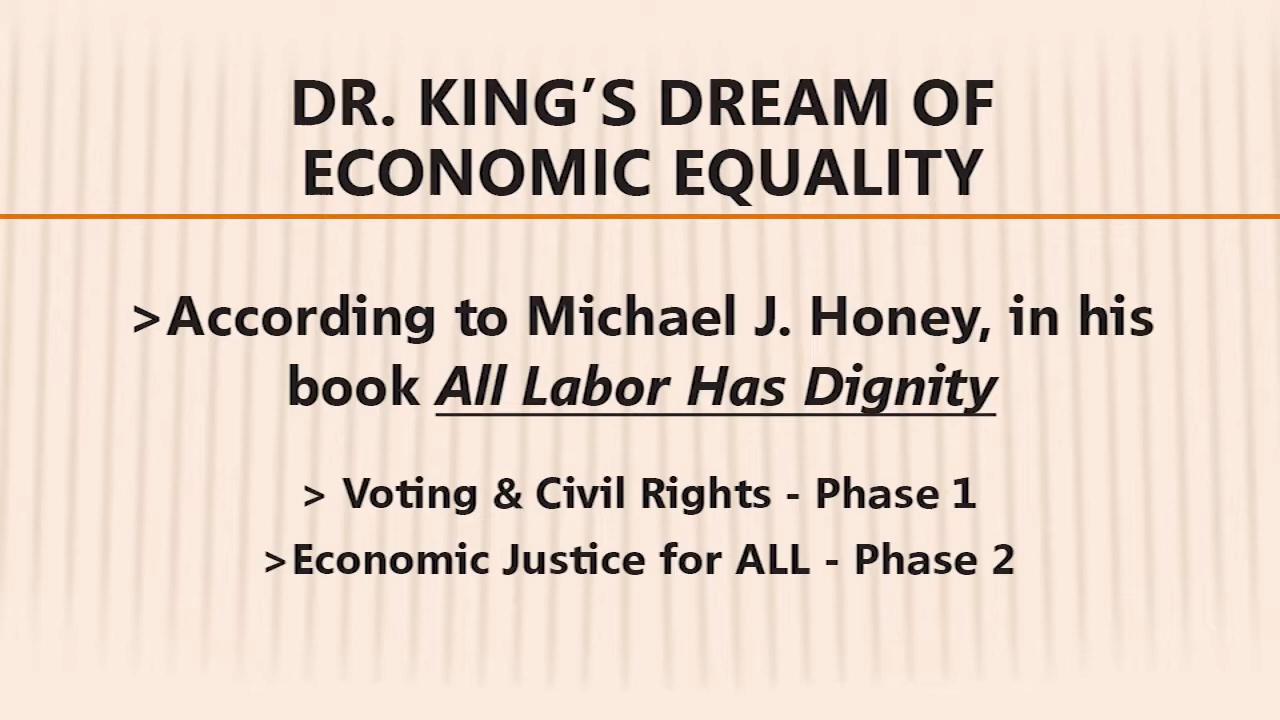 DR. KING’S DREAM OF
ECONOMIC EQUALITY
>According to Michael J. Honey, in his
book All Labor Has Dignity
> Voting & Civil Rights - Phase 1
>Economic Justice for ALL - Phase 2